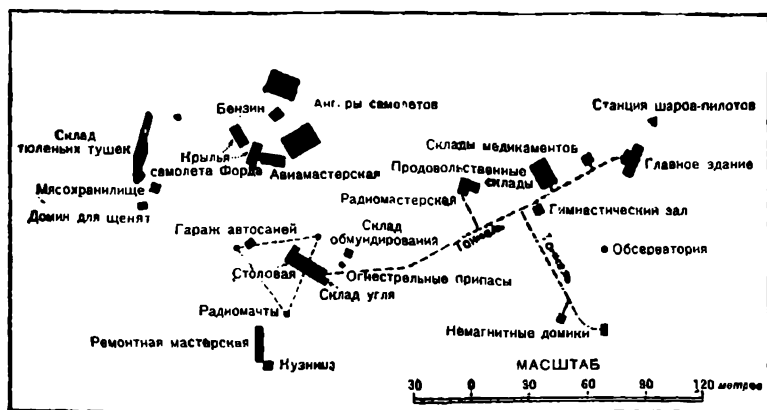 Бензин
Анг ры самолетов
Станция шаров-пилотов
Склад
тюленьих тушек
Крылья
самолета Форда
Авиамастерская
Склады медикаментов
Продовольственные
склады
Главное здание
Мясохранилище
Домик для щенят
Радиомастерская
Гимнастический зал
Гараж автосаней
Склад
обмундирования
Тоннель
Обсерватория
Столовая
Огнестрельные припасы
Склад угля
Радиомачты
Немагнитные домики
Ремонтная мастерская
Кузница
МАСШТАБ
30 0 30 60 90 120 метров